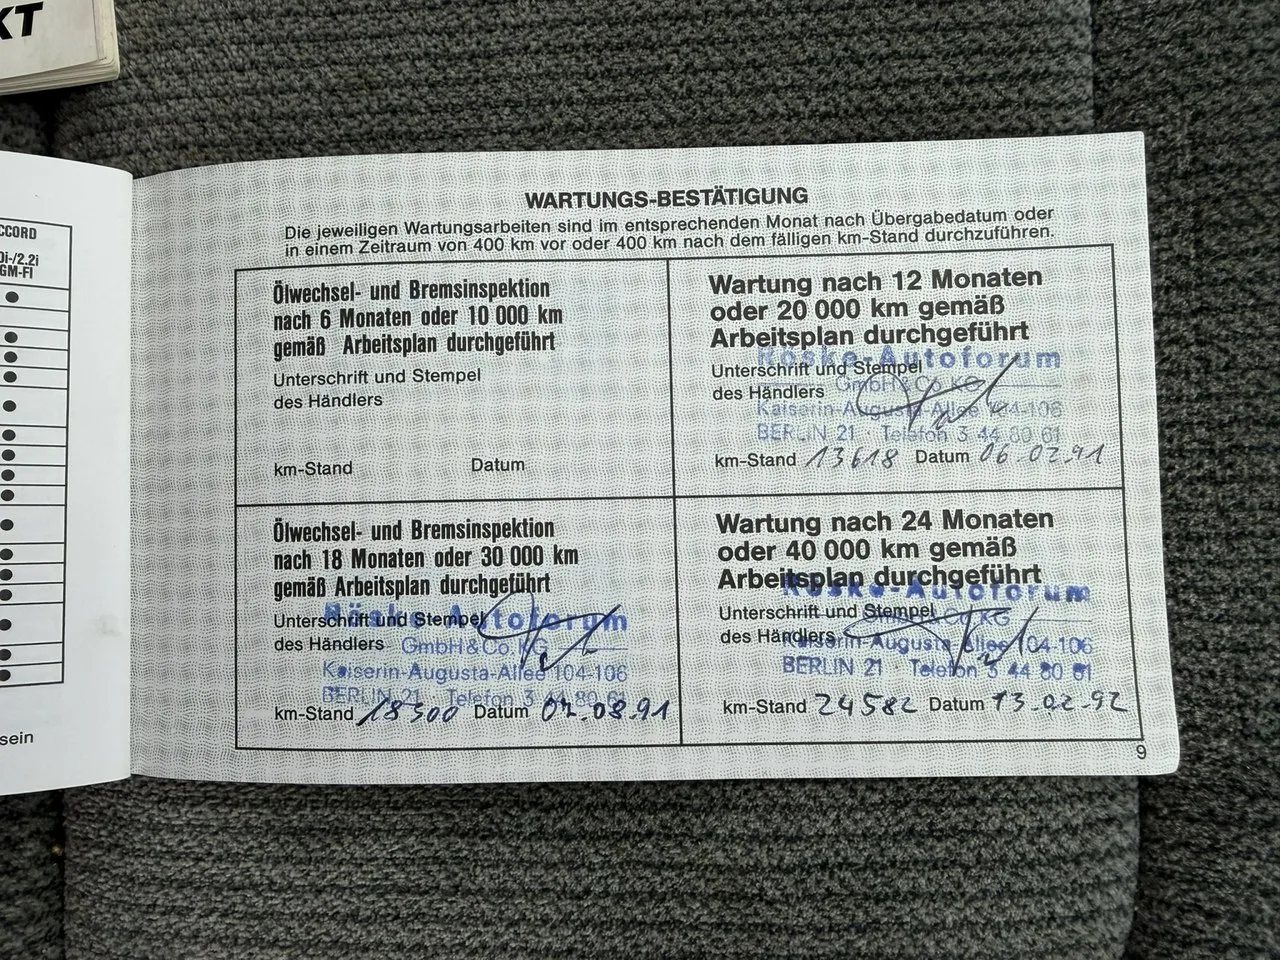 KT
CCORD
0i-/2.2i
GM-FI
sein
WARTUNGS-BESTÄTIGUNG
Die jeweiligen Wartungsarbeiten sind im entsprechenden Monat nach Übergabedatum oder
in einem Zeitraum von 400 km vor oder 400 km nach dem fälligen km-Stand durchzuführen.
Ölwechsel- und Bremsinspektion
nach 6 Monaten oder 10 000 km
gemäß Arbeitsplan durchgeführt
Unterschrift und Stempel
des Händlers
km-Stand Datum
Wartung nach 12 Monaten
oder 20 000 km gemäß
Arbeitsplan durchgeführt
Röske-Autoforum
Unterschrift und Stempel
GmbH & Co KG
des Händlers
Kaiserin-Augusta-Allee 104-106
BERLIN 21 · Telefon 3 44 80 61
km-Stand 13618 Datum 06.02.91
Ölwechsel- und Bremsinspektion
nach 18 Monaten oder 30 000 km
gemäß Arbeitsplan durchgeführt
Röske-Autoforum
Unterschrift und Stempel
des Händlers GmbH & Co. KG
Kaiserin-Augusta-Allee 104-106
BERLIN 21 · Telefon 3 44 80 61
km-Stand 18500 Datum 07.08.91
Wartung nach 24 Monaten
oder 40 000 km gemäß
Arbeitsplan durchgeführt
Röske-Autoforum
Unterschrift und Stempel
Co KG
des Händlers
Kaiserin-Augusta-Allee 104-106
BERLIN 21 · Telefon 3 44 80 61
km-Stand 24582 Datum 13.02.92
9